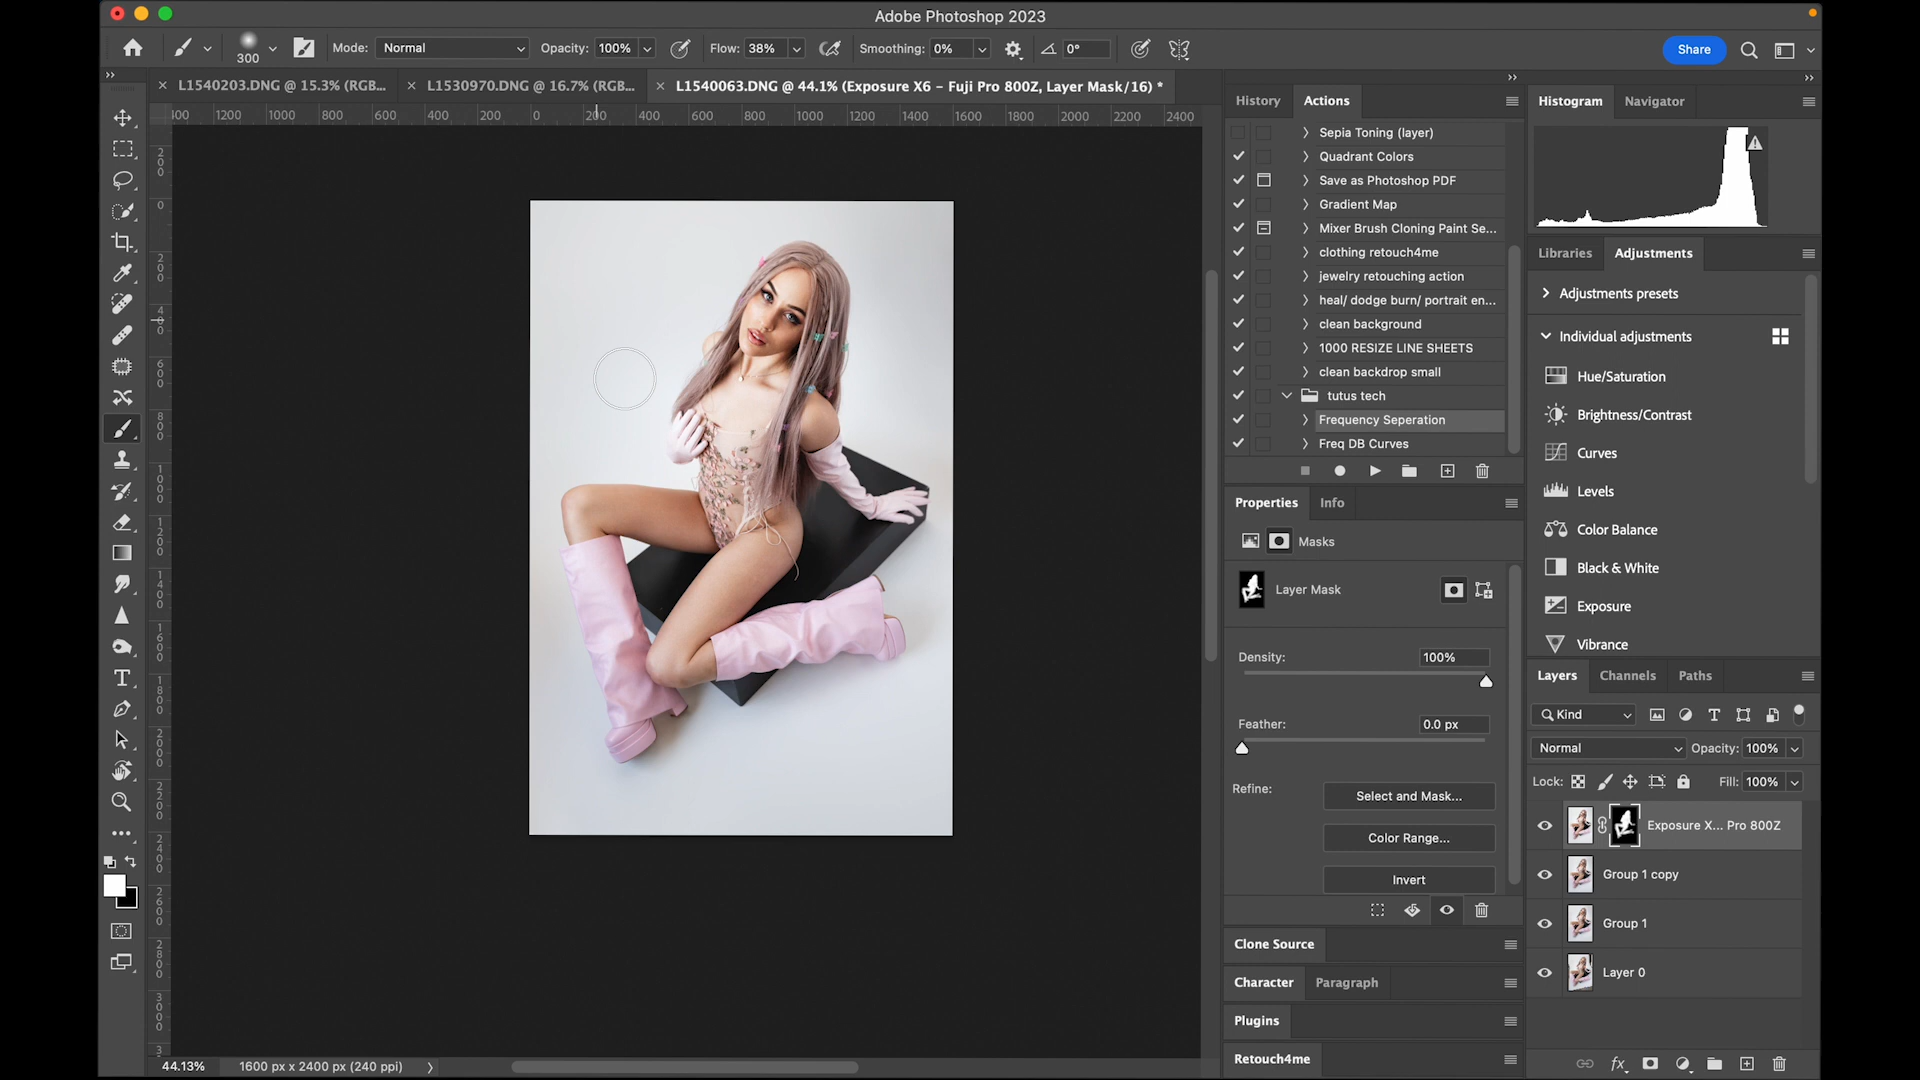 Adobe Photoshop 2023
300
Mode: Normal
Opacity: 100%
Flow: 38%
Smoothing: 0%
0°
Share
L1540203.DNG @ 15.3% (RGB...
L1530970.DNG @ 16.7% (RGB...
L1540063.DNG @ 44.1% (Exposure X6 - Fuji Pro 800Z, Layer Mask/16) *
1200 1000 800 600 400 200 0 200 400 600 800 1000 1200 1400 1600 1800 2000 2200 2400
History
Actions
Sepia Toning (layer)
Quadrant Colors
Save as Photoshop PDF
Gradient Map
Mixer Brush Cloning Paint Se...
clothing retouch4me
jewelry retouching action
heal/ dodge burn/ portrait en...
clean background
1000 RESIZE LINE SHEETS
clean backdrop small
tutus tech
Frequency Seperation
Freq DB Curves
Properties
Info
Masks
Layer Mask
Density:
100%
Feather:
0.0 px
Refine:
Select and Mask...
Color Range...
Invert
Clone Source
Character
Paragraph
Plugins
Retouch4me
Histogram
Navigator
Libraries
Adjustments
Adjustments presets
Individual adjustments
Hue/Saturation
Brightness/Contrast
Curves
Levels
Color Balance
Black & White
Exposure
Vibrance
Layers
Channels
Paths
Kind
Normal
Opacity: 100%
Lock:
Fill: 100%
Exposure X... Pro 800Z
Group 1 copy
Group 1
Layer 0
44.13%
1600 px x 2400 px (240 ppi)